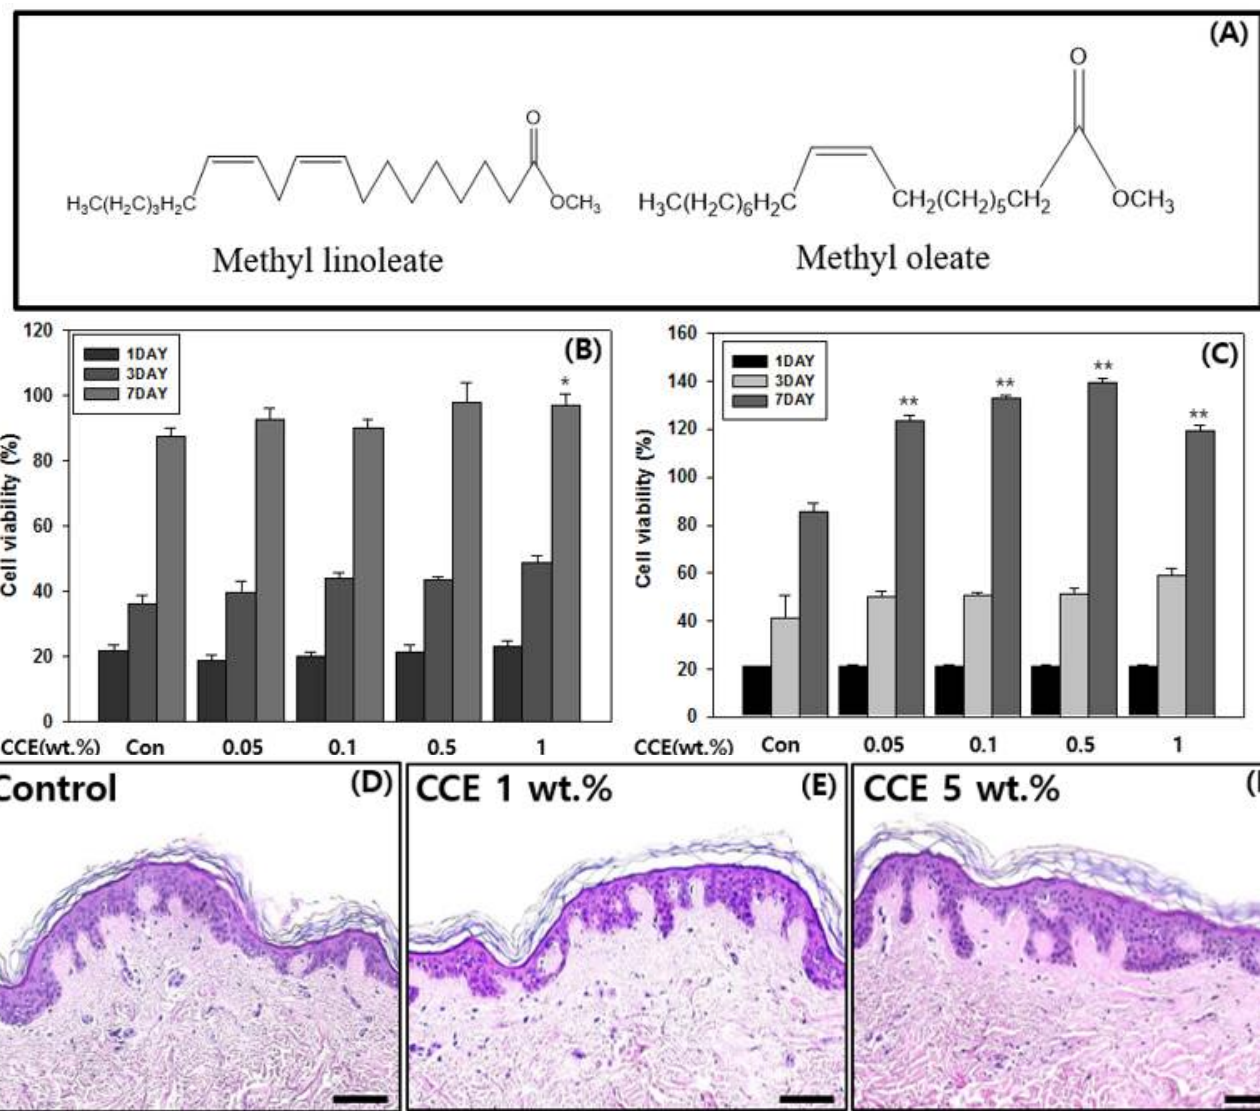 (A)
O
O
H3C(H2C)3H2C
OCH3
H3C(H2C)6H2C
CH2(CH2)5CH2
OCH3
Methyl linoleate
Methyl oleate
(B)
1DAY
3DAY
7DAY
120
100
80
60
40
20
0
Cell viability (%)
*
CCE(wt.%) Con 0.05 0.1 0.5 1
(C)
1DAY
3DAY
7DAY
160
140
120
100
80
60
40
20
0
Cell viability (%)
**
**
**
**
CCE(wt.%) Con 0.05 0.1 0.5 1
Control (D)
CCE 1 wt.% (E)
CCE 5 wt.%